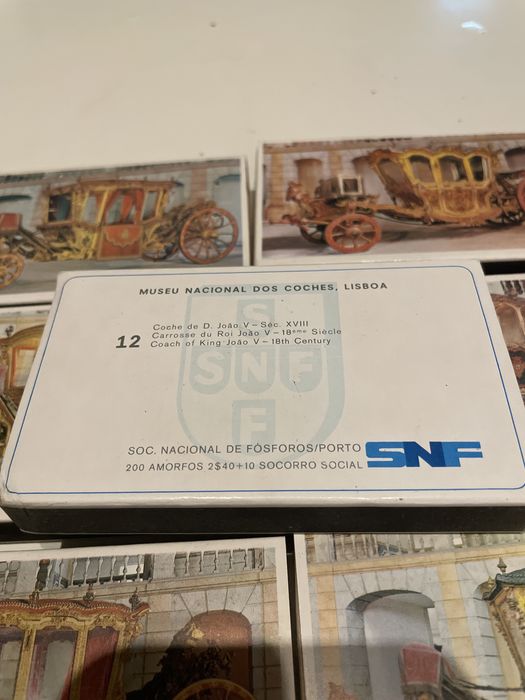 MUSEU NACIONAL DOS COCHES, LISBOA
12
Coche de D. João V – Séc. XVIII
Carrosse du Roi João V – 18ème Siècle
Coach of King João V – 18th Century
S
SNF
F
SOC. NACIONAL DE FÓSFOROS/PORTO
200 AMORFOS 2$40+10 SOCORRO SOCIAL
SNF